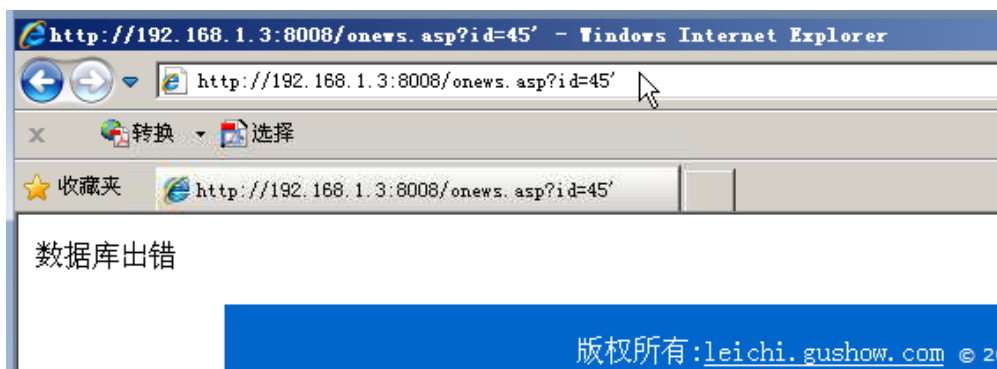 http://192.168.1.3:8008/onews.asp?id=45′ - Windows Internet Explorer
http://192.168.1.3:8008/onews.asp?id=45′
x 转换 选择
收藏夹 http://192.168.1.3:8008/onews.asp?id=45′
数据库出错
版权所有:leichi.gushow.com © 2